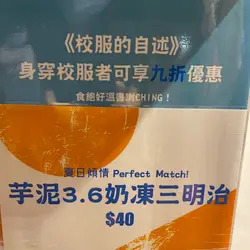 《校服的自述》
身穿校服者可享九折優惠
食飽好溫書喇CHING！
夏日傾情 Perfect Match!
芋泥3.6奶凍三明治
$40